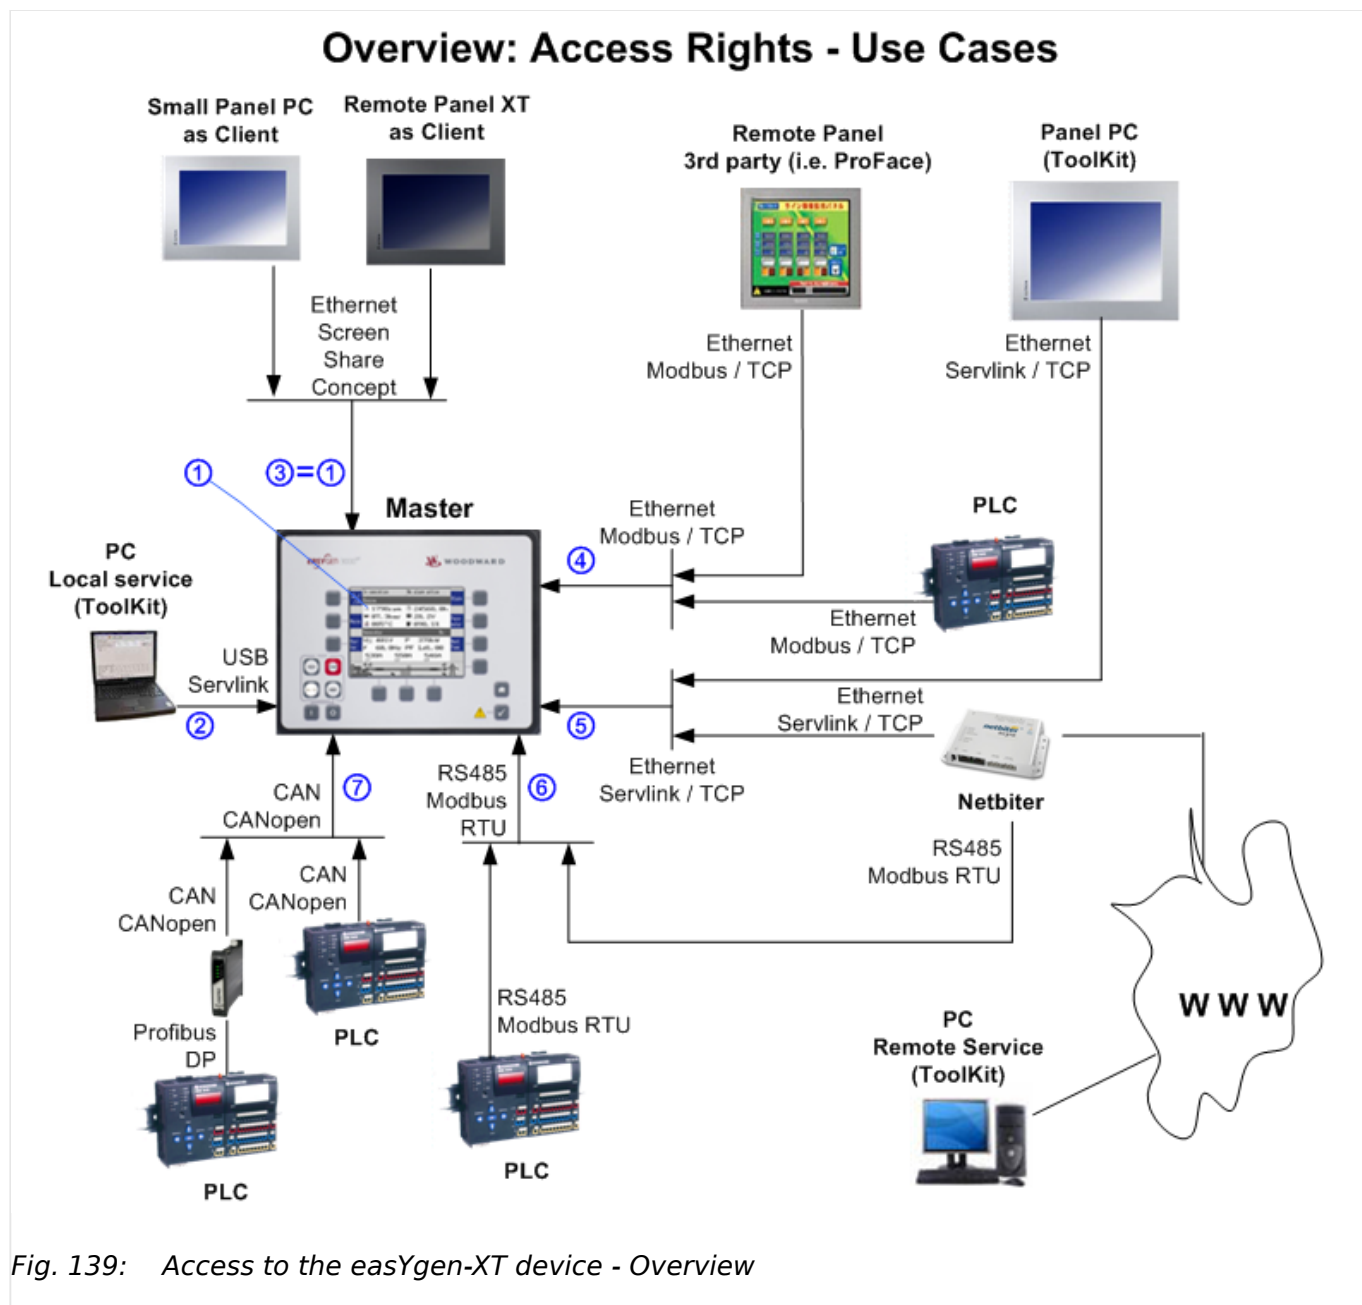 Overview: Access Rights - Use Cases
Small Panel PC
as Client
Remote Panel XT
as Client
Remote Panel
3rd party (i.e. ProFace)
Panel PC
(ToolKit)
Ethernet
Screen
Share
Concept
Ethernet
Modbus / TCP
Ethernet
Servlink / TCP
1
3=1
Master
WOODWARD
Ethernet
Modbus / TCP
4
PLC
PC
Local service
(ToolKit)
USB
Servlink
2
Ethernet
Modbus / TCP
Ethernet
Servlink / TCP
5
Ethernet
Servlink / TCP
netbiter
Netbiter
CAN
CANopen
7
RS485
Modbus
RTU
6
RS485
Modbus RTU
CAN
CANopen
CAN
CANopen
PLC
Profibus
DP
PLC
RS485
Modbus RTU
PLC
WWW
PC
Remote Service
(ToolKit)
Fig. 139: Access to the easYgen-XT device - Overview